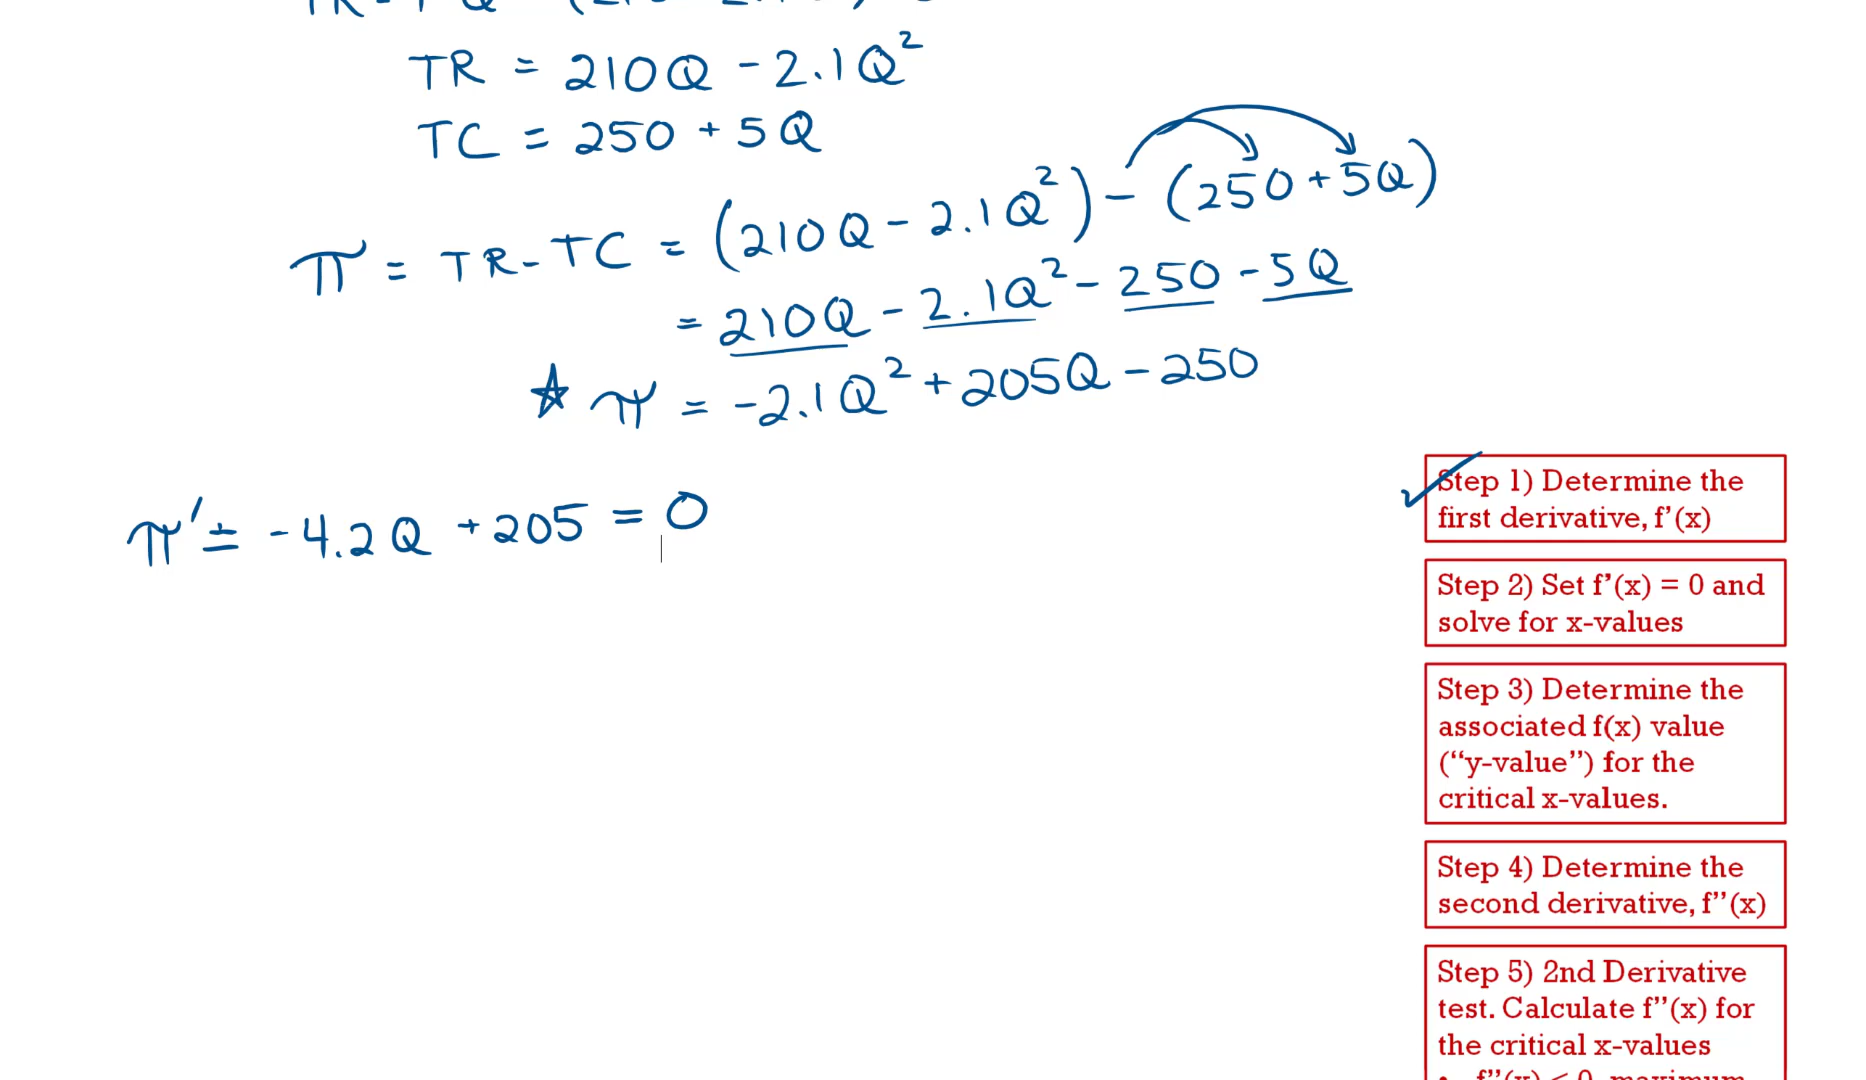 TR = 210Q - 2.1Q²
TC = 250 + 5Q
π = TR - TC = (210Q - 2.1Q²) - (250 + 5Q)
= 210Q - 2.1Q² - 250 - 5Q
☆ π = -2.1Q² + 205Q - 250
π' = -4.2Q + 205 = 0
Step 1) Determine the
first derivative, f'(x)
Step 2) Set f'(x) = 0 and
solve for x-values
Step 3) Determine the
associated f(x) value
("y-value") for the
critical x-values.
Step 4) Determine the
second derivative, f''(x)
Step 5) 2nd Derivative
test. Calculate f''(x) for
the critical x-values
• f''(x) < 0, maximum